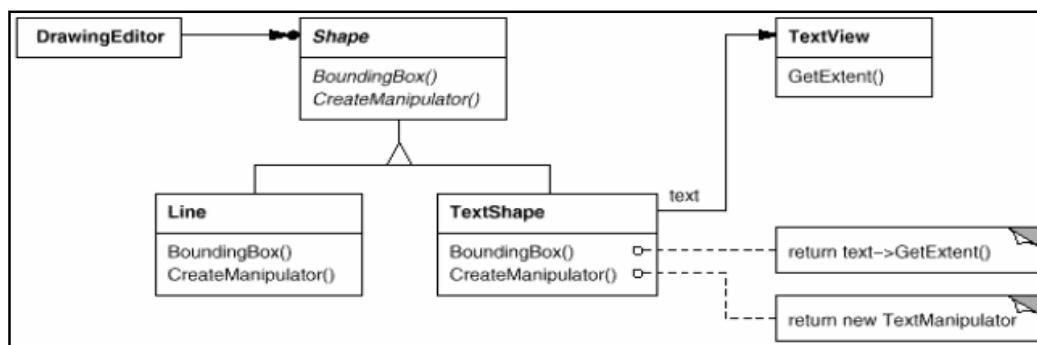 DrawingEditor
Shape
BoundingBox()
CreateManipulator()
TextView
GetExtent()
Line
BoundingBox()
CreateManipulator()
TextShape
BoundingBox()
CreateManipulator()
text
return text->GetExtent()
return new TextManipulator